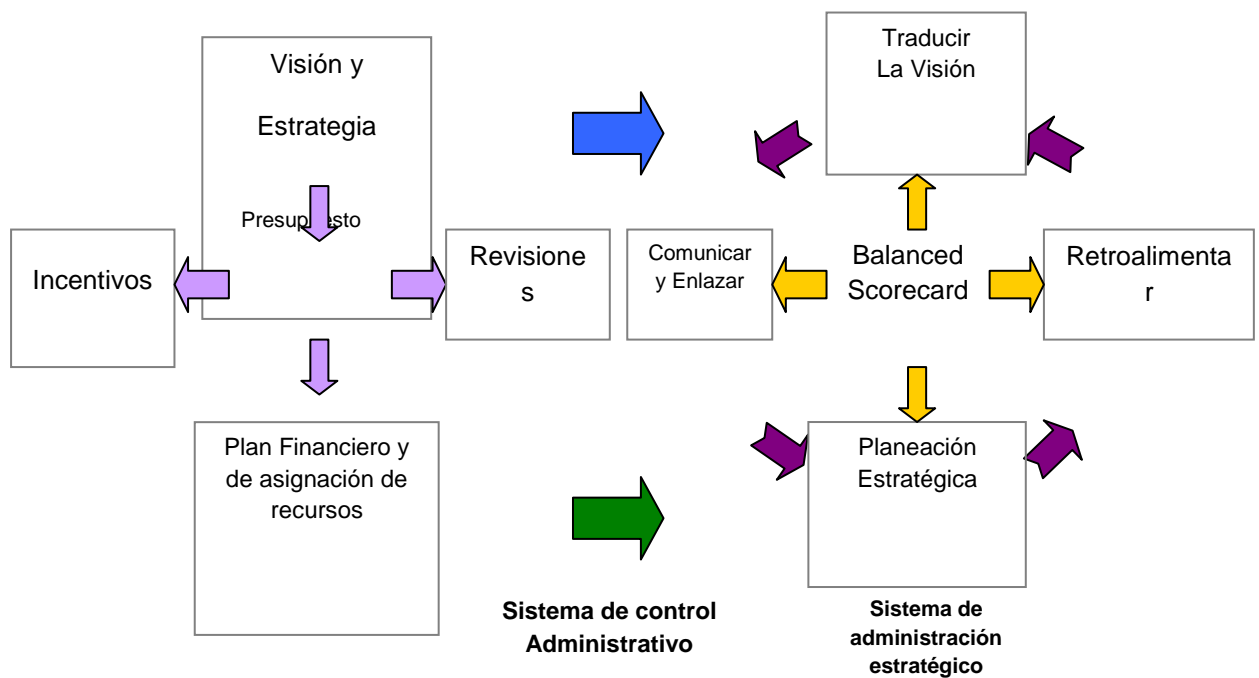 Visión y
Estrategia
Presupuesto
Incentivos
Revisione
s
Plan Financiero y
de asignación de
recursos
Traducir
La Visión
Comunicar
y Enlazar
Balanced
Scorecard
Retroalimenta
r
Planeación
Estratégica
Sistema de control
Administrativo
Sistema de
administración
estratégico